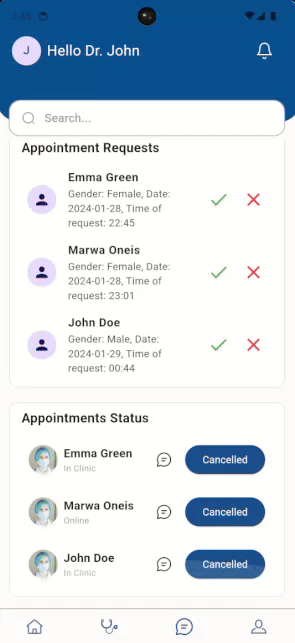 2:46
J Hello Dr. John
Search...
Appointment Requests
Emma Green
Gender: Female, Date:
2024-01-28, Time of
request: 22:45
Marwa Oneis
Gender: Female, Date:
2024-01-28, Time of
request: 23:01
John Doe
Gender: Male, Date:
2024-01-29, Time of
request: 00:44
Appointments Status
Emma Green
In Clinic
Cancelled
Marwa Oneis
Online
Cancelled
John Doe
In Clinic
Cancelled